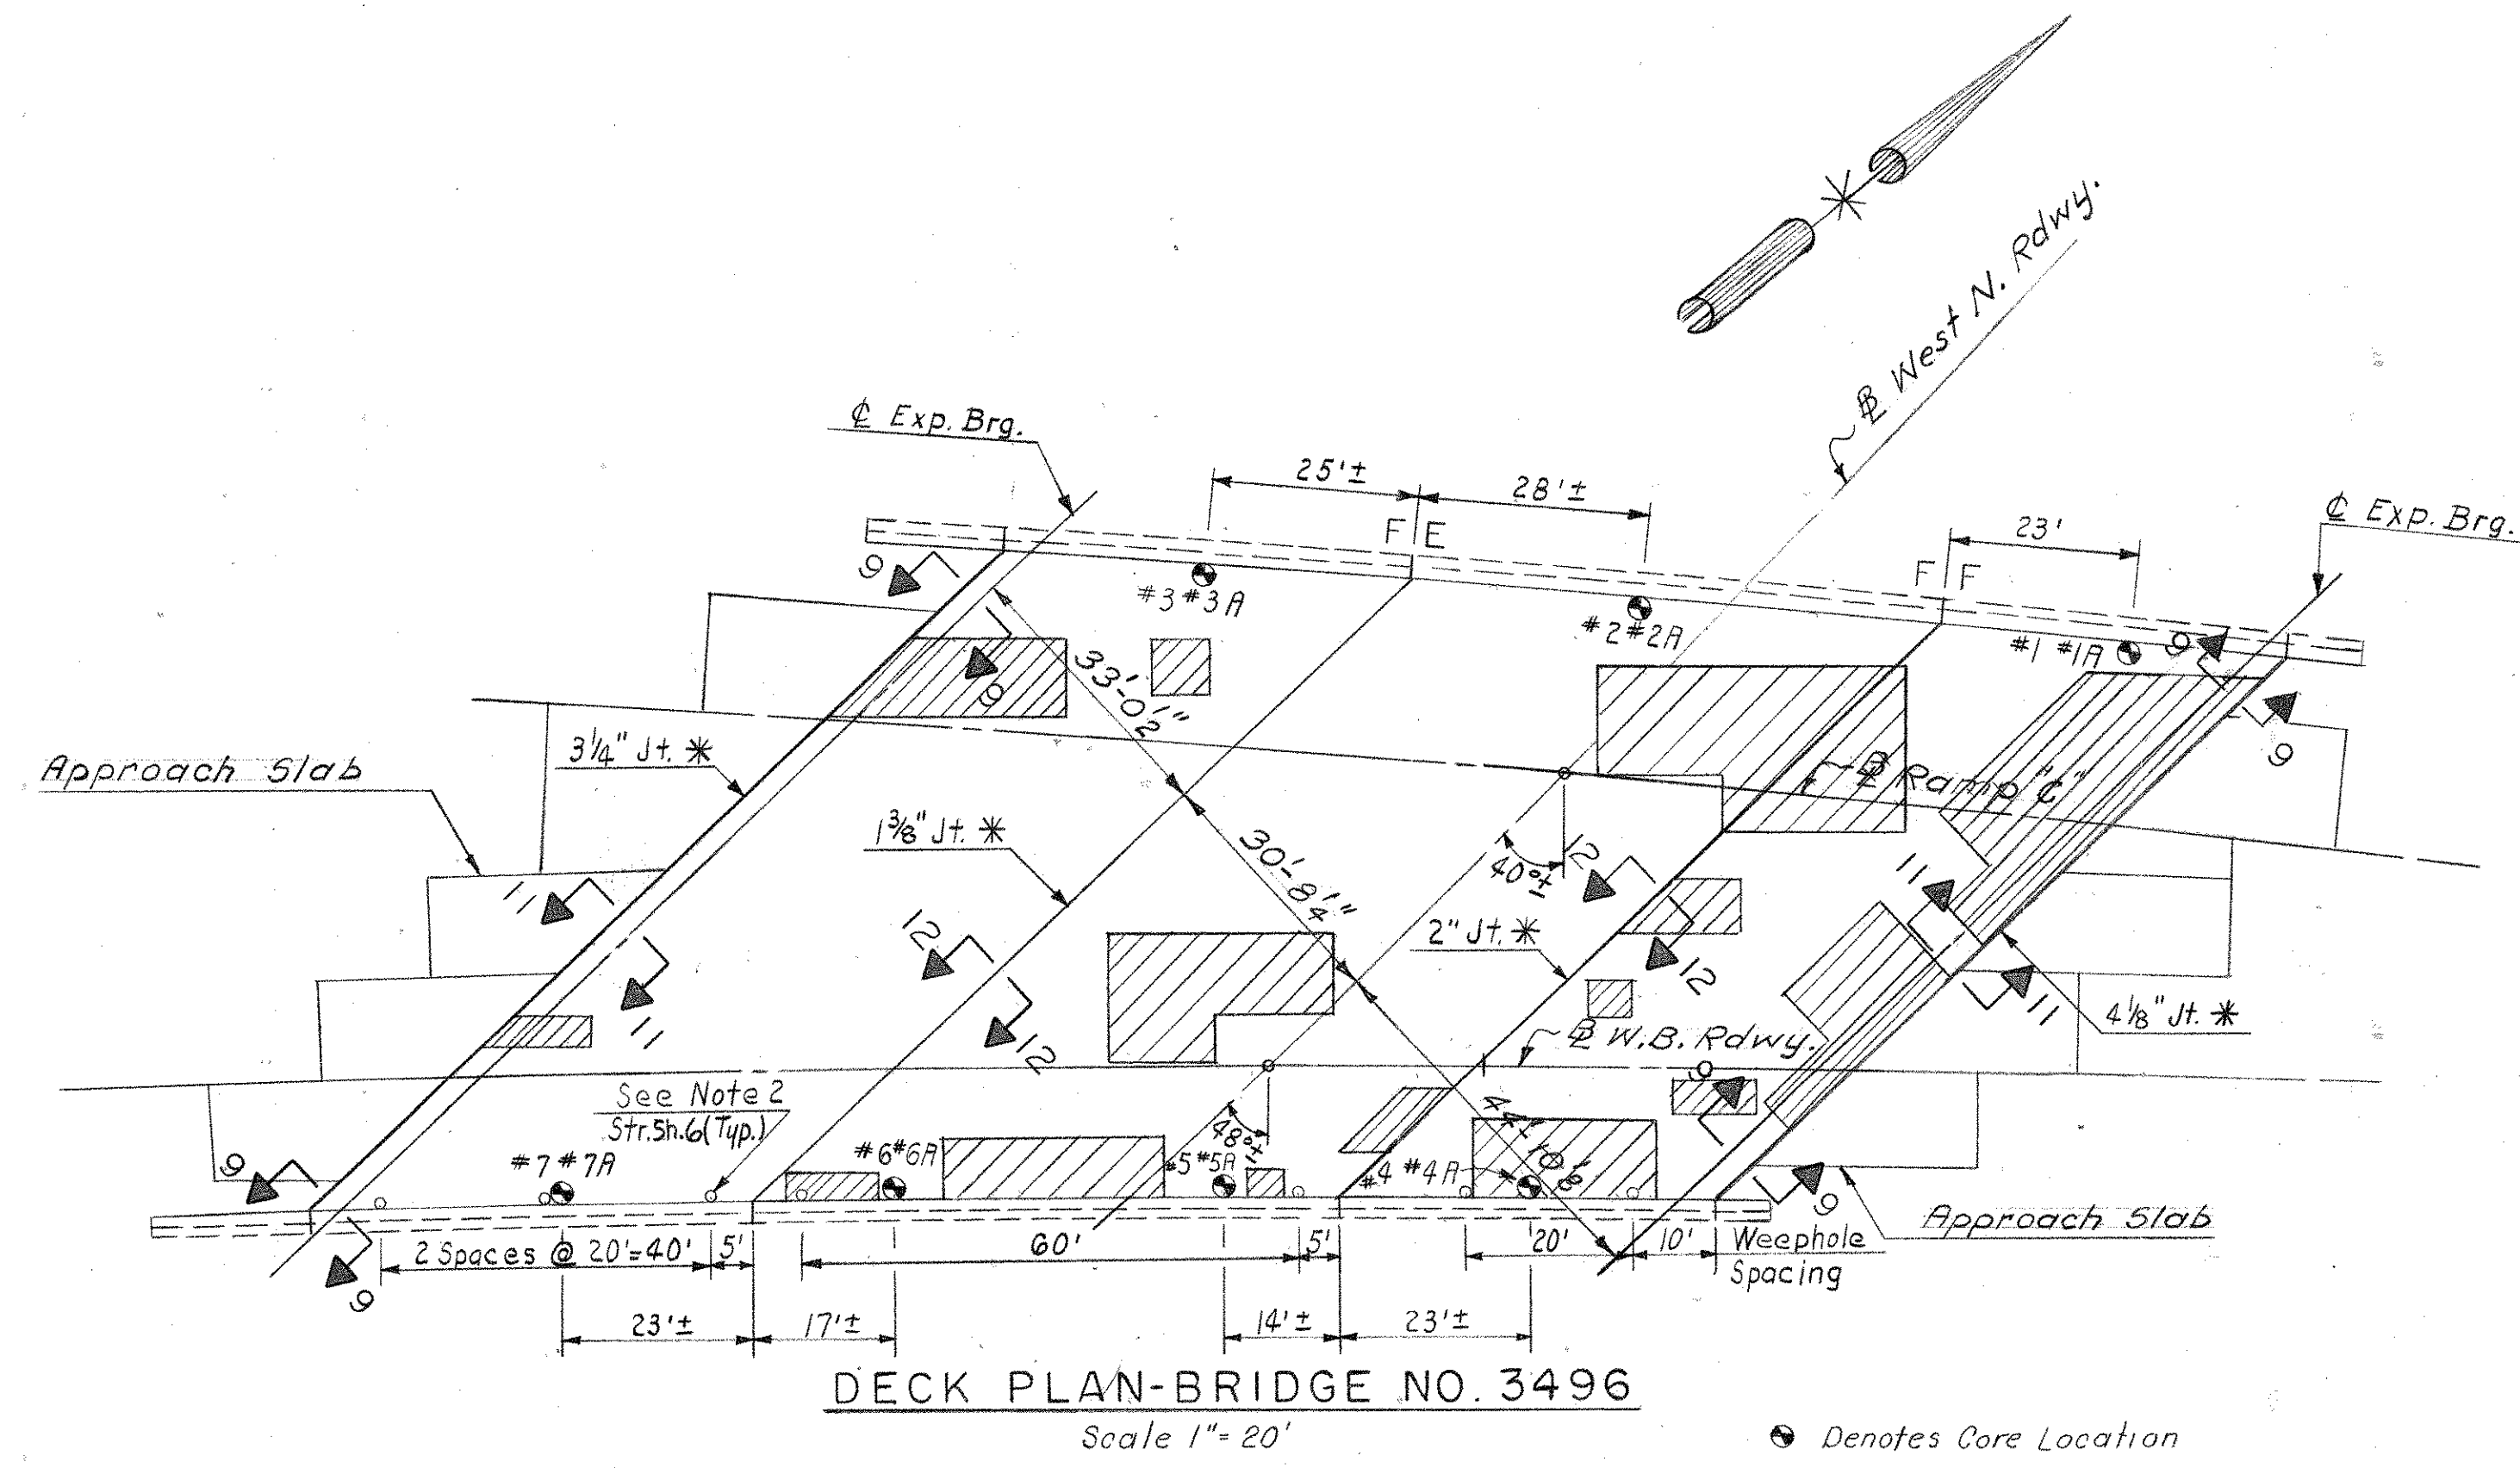 ℄ West N. Rdwy.
℄ Exp. Brg.
25'±
28'±
℄ Exp. Brg.
23'
F E
F F
9
#3 #3A
#2 #2A
#1 #1A
9
9
9
33'-0½"
3¼" Jt. *
Approach Slab
℄ Ramp "C"
1⅜" Jt. *
30'-8¼"
40°±
12
11
11
12
2" Jt. *
12
12
11
11
4⅛" Jt. *
℄ W.B. Rdwy.
See Note 2
Str.Sh.6(Typ.)
9
48°±
#7 #7A
#6 #6A
#5 #5A
#4 #4A
9
9
9
Approach Slab
2 Spaces @ 20'=40'
5'
60'
5'
20'
10'
Weephole
Spacing
23'±
17'±
14'±
23'±
DECK PLAN-BRIDGE NO. 3496
Scale 1"= 20'
Denotes Core Location